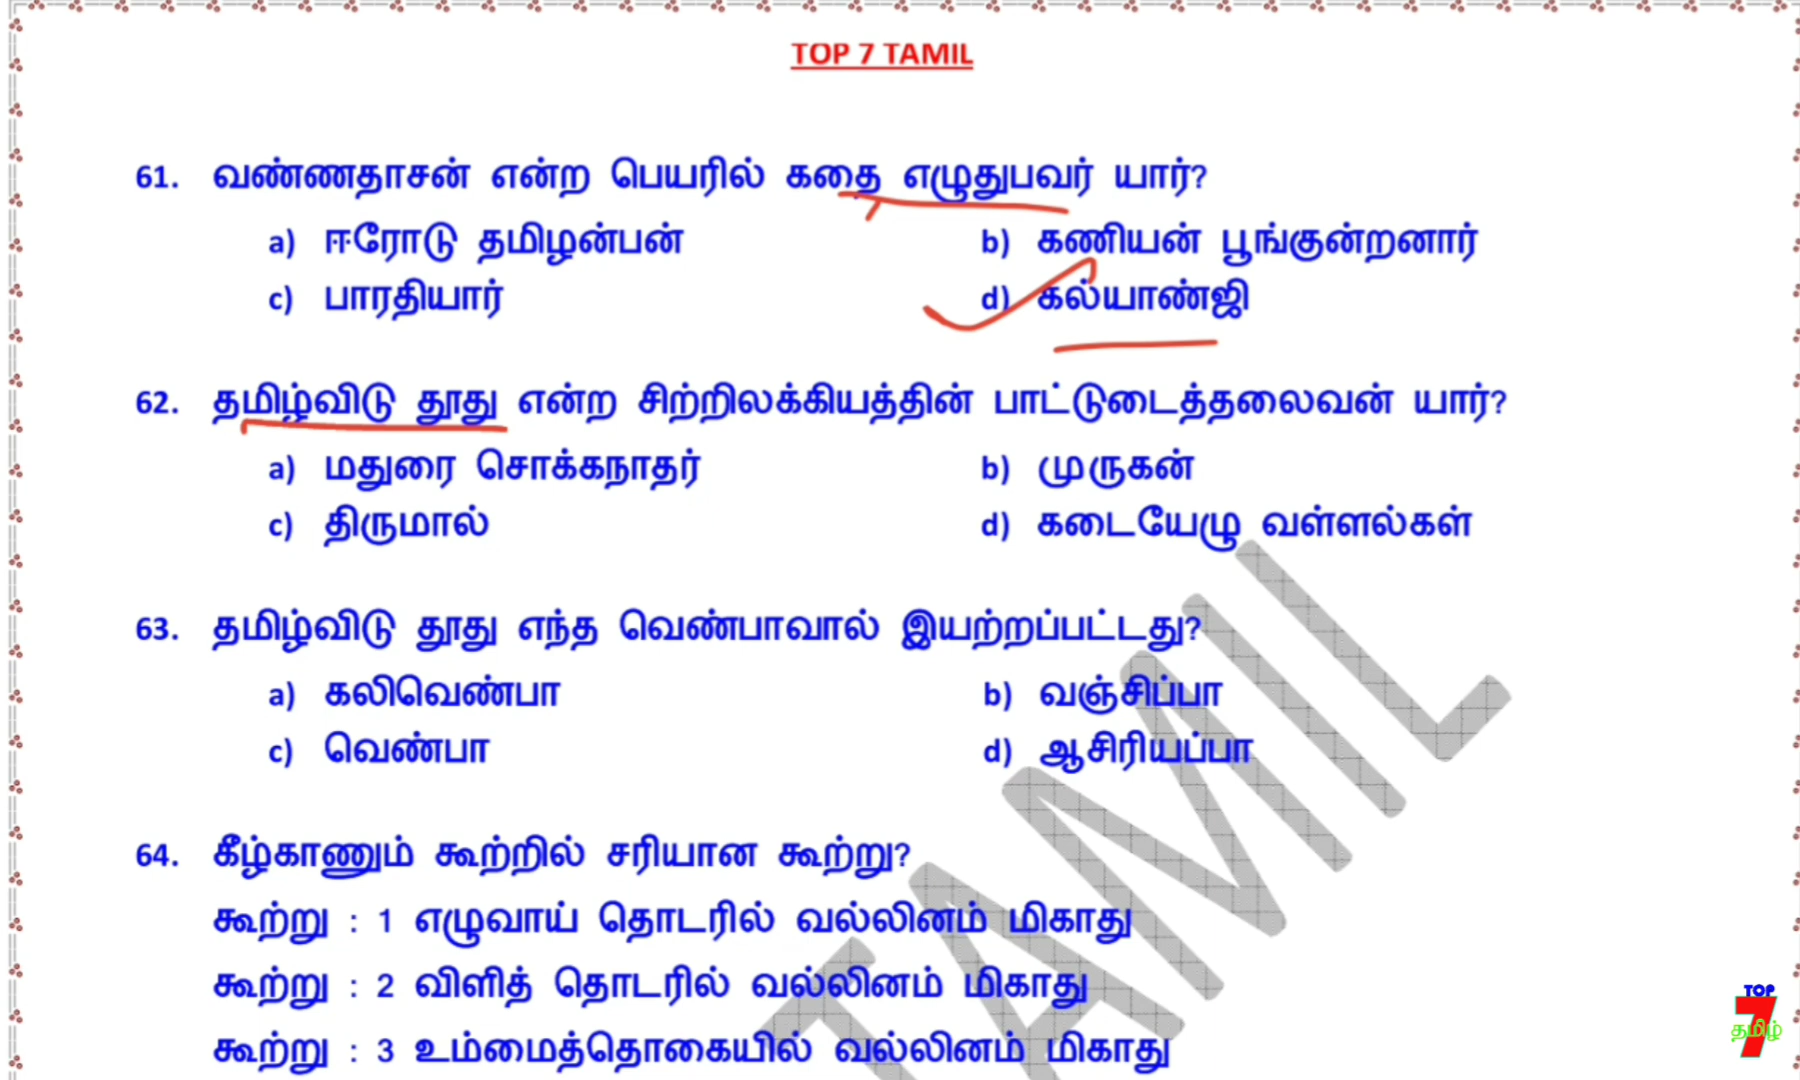 TOP 7 TAMIL
61. வண்ணதாசன் என்ற பெயரில் கதை எழுதுபவர் யார்?
a) ஈரோடு தமிழன்பன் b) கணியன் பூங்குன்றனார்
c) பாரதியார் d) கல்யாண்ஜி
62. தமிழ்விடு தூது என்ற சிற்றிலக்கியத்தின் பாட்டுடைத்தலைவன் யார்?
a) மதுரை சொக்கநாதர் b) முருகன்
c) திருமால் d) கடையேழு வள்ளல்கள்
63. தமிழ்விடு தூது எந்த வெண்பாவால் இயற்றப்பட்டது?
a) கலிவெண்பா b) வஞ்சிப்பா
c) வெண்பா d) ஆசிரியப்பா
64. கீழ்காணும் கூற்றில் சரியான கூற்று?
கூற்று : 1 எழுவாய் தொடரில் வல்லினம் மிகாது
கூற்று : 2 விளித் தொடரில் வல்லினம் மிகாது
கூற்று : 3 உம்மைத்தொகையில் வல்லினம் மிகாது
TAMIL
TOP
7
தமிழ்